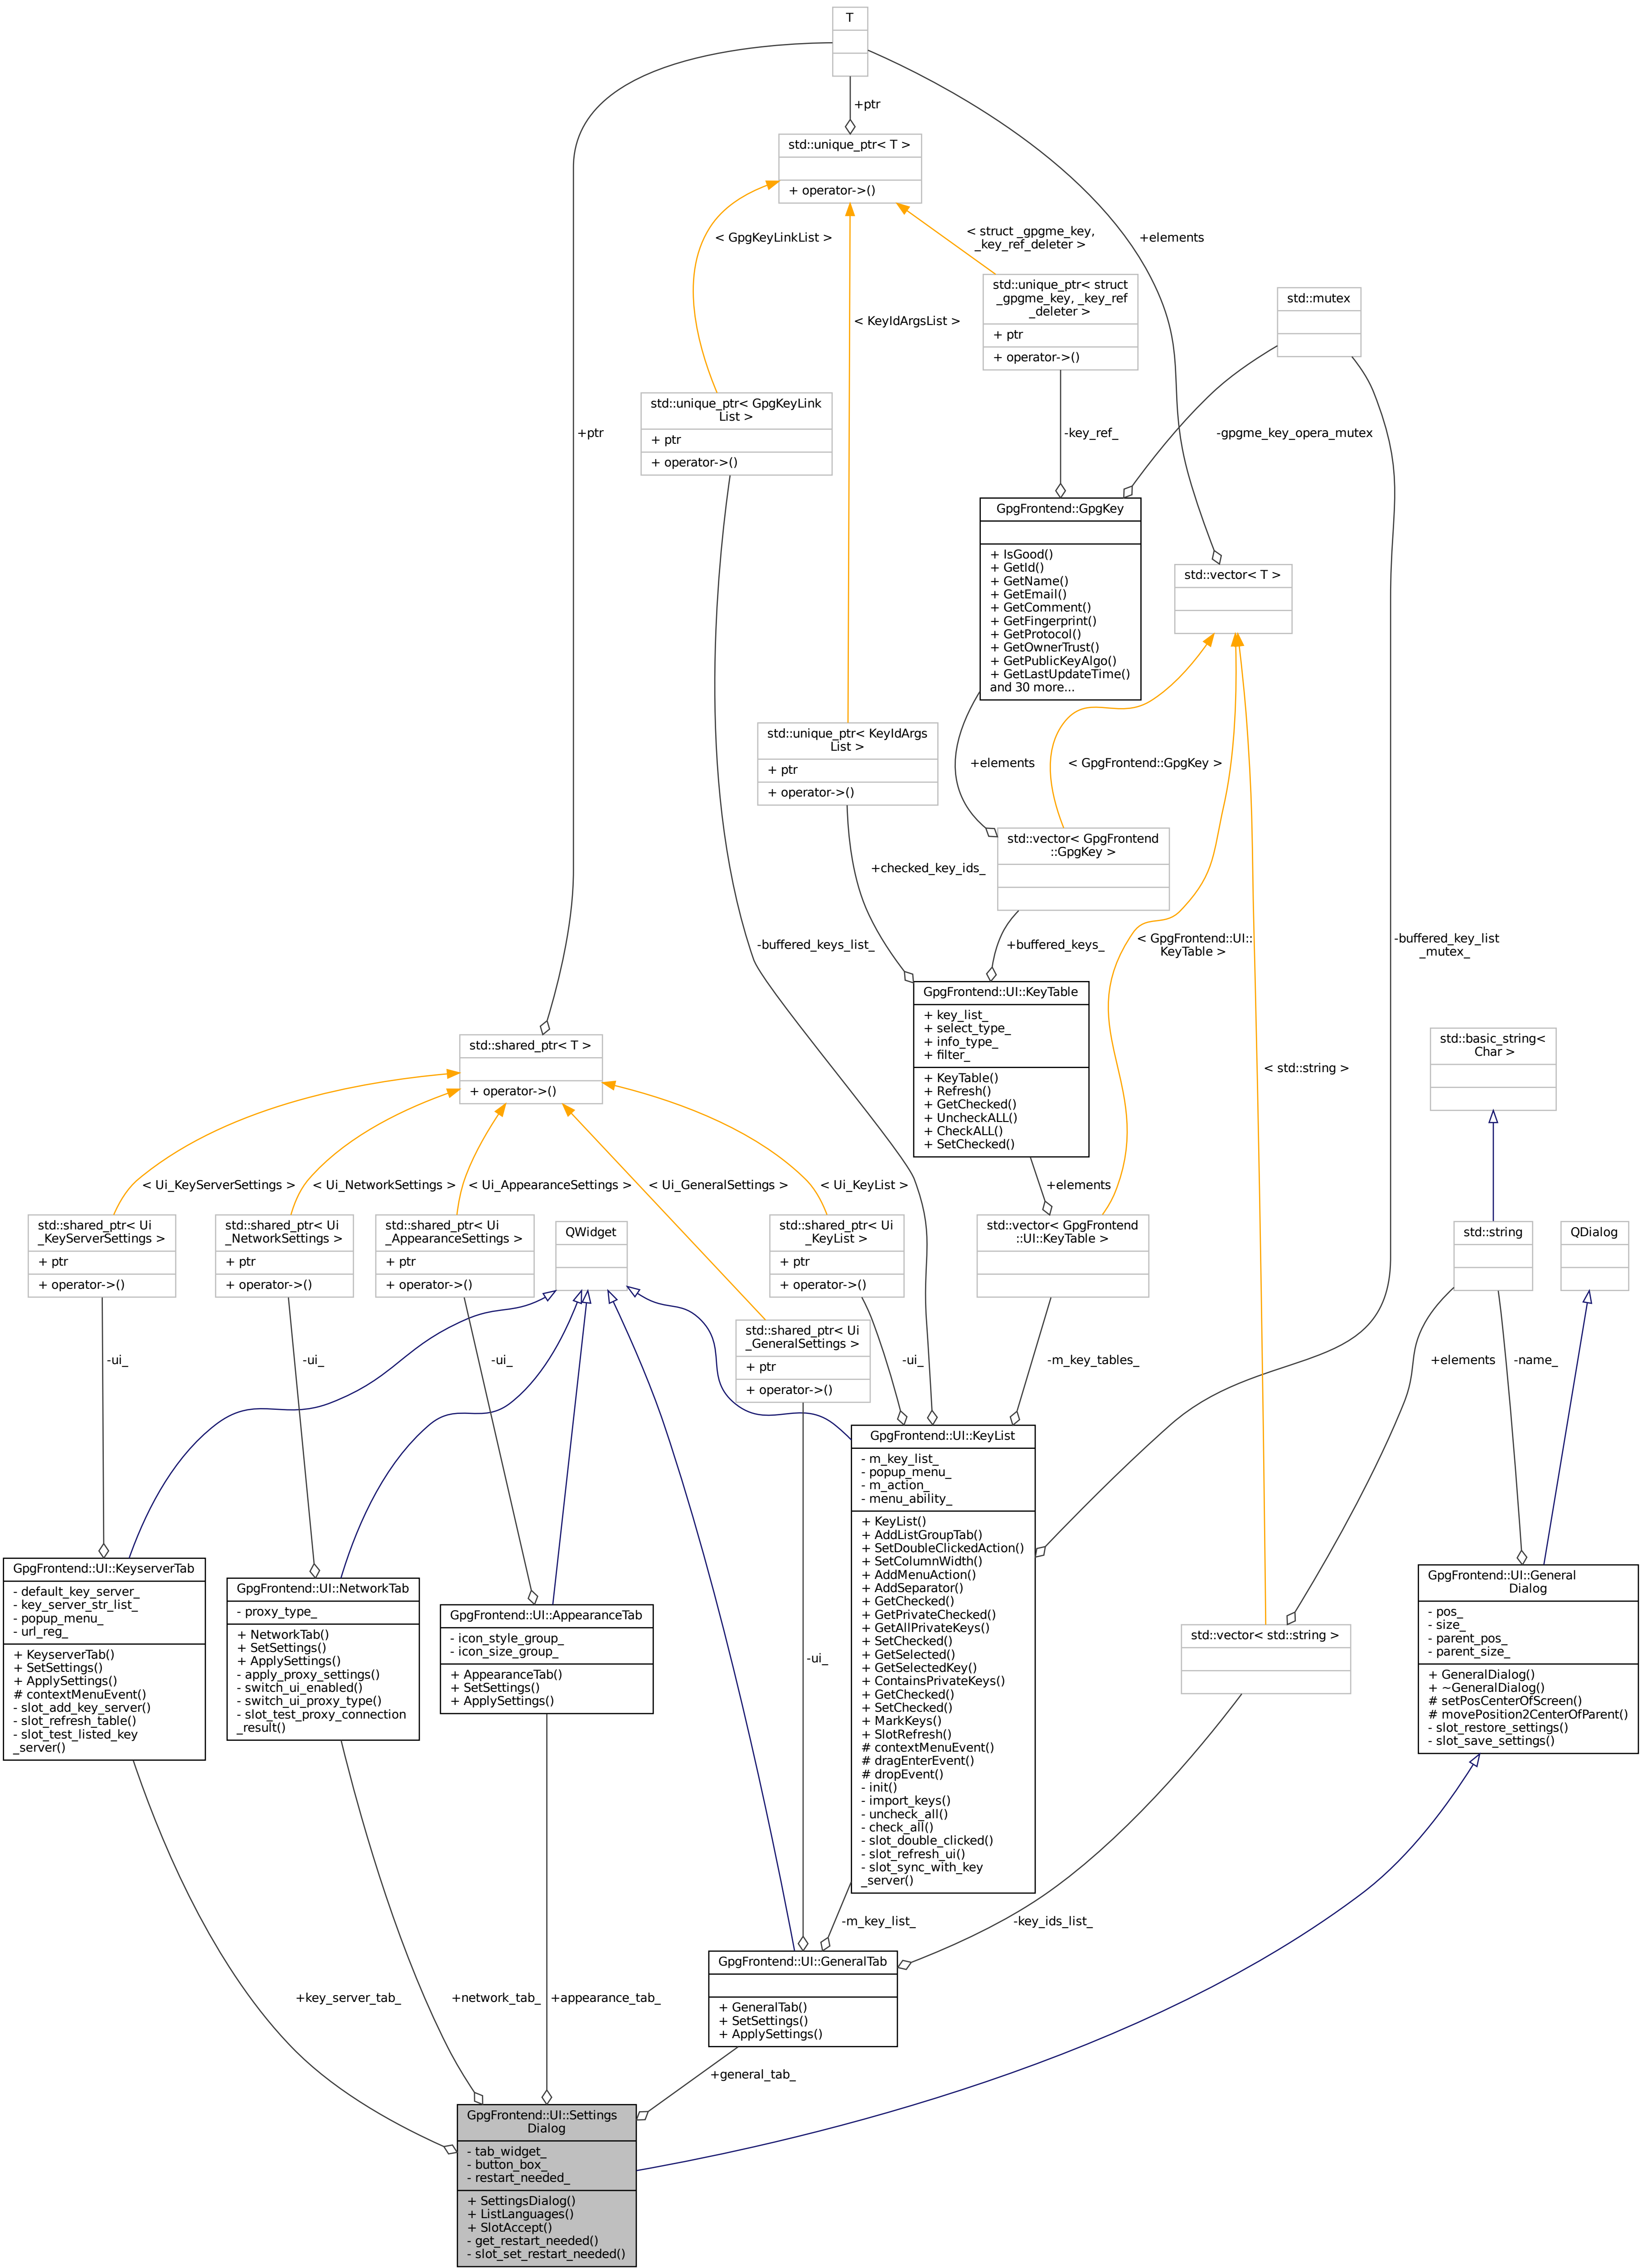 T
+ptr
std::unique_ptr< T >
+ operator->()
+elements
< GpgKeyLinkList >
< struct _gpgme_key,
_key_ref_deleter >
std::unique_ptr< struct
_gpgme_key, _key_ref
_deleter >
+ ptr
+ operator->()
std::mutex
< KeyIdArgsList >
std::unique_ptr< GpgKeyLink
List >
+ ptr
+ operator->()
+ptr
-key_ref_
-gpgme_key_opera_mutex
GpgFrontend::GpgKey
+ IsGood()
+ GetId()
+ GetName()
+ GetEmail()
+ GetComment()
+ GetFingerprint()
+ GetProtocol()
+ GetOwnerTrust()
+ GetPublicKeyAlgo()
+ GetLastUpdateTime()
and 30 more...
std::vector< T >
std::unique_ptr< KeyIdArgs
List >
+ ptr
+ operator->()
+elements
< GpgFrontend::GpgKey >
std::vector< GpgFrontend
::GpgKey >
+checked_key_ids_
-buffered_keys_list_
+buffered_keys_
< GpgFrontend::UI::
KeyTable >
-buffered_key_list
_mutex_
GpgFrontend::UI::KeyTable
+ key_list_
+ select_type_
+ info_type_
+ filter_
+ KeyTable()
+ Refresh()
+ GetChecked()
+ UncheckALL()
+ CheckALL()
+ SetChecked()
std::shared_ptr< T >
+ operator->()
< std::string >
std::basic_string<
Char >
< Ui_KeyServerSettings >
< Ui_NetworkSettings >
< Ui_AppearanceSettings >
< Ui_GeneralSettings >
< Ui_KeyList >
+elements
std::shared_ptr< Ui
_KeyServerSettings >
+ ptr
+ operator->()
std::shared_ptr< Ui
_NetworkSettings >
+ ptr
+ operator->()
std::shared_ptr< Ui
_AppearanceSettings >
+ ptr
+ operator->()
QWidget
std::shared_ptr< Ui
_KeyList >
+ ptr
+ operator->()
std::vector< GpgFrontend
::UI::KeyTable >
std::string
QDialog
std::shared_ptr< Ui
_GeneralSettings >
+ ptr
+ operator->()
-ui_
-ui_
-ui_
-ui_
-m_key_tables_
+elements
-name_
GpgFrontend::UI::KeyList
- m_key_list_
- popup_menu_
- m_action_
- menu_ability_
+ KeyList()
+ AddListGroupTab()
+ SetDoubleClickedAction()
+ SetColumnWidth()
+ AddMenuAction()
+ AddSeparator()
+ GetChecked()
+ GetPrivateChecked()
+ GetAllPrivateKeys()
+ SetChecked()
+ GetSelected()
+ GetSelectedKey()
+ ContainsPrivateKeys()
+ GetChecked()
+ SetChecked()
+ MarkKeys()
+ SlotRefresh()
# contextMenuEvent()
# dragEnterEvent()
# dropEvent()
- init()
- import_keys()
- uncheck_all()
- check_all()
- slot_double_clicked()
- slot_refresh_ui()
- slot_sync_with_key
_server()
GpgFrontend::UI::KeyserverTab
- default_key_server_
- key_server_str_list_
- popup_menu_
- url_reg_
+ KeyserverTab()
+ SetSettings()
+ ApplySettings()
# contextMenuEvent()
- slot_add_key_server()
- slot_refresh_table()
- slot_test_listed_key
_server()
GpgFrontend::UI::NetworkTab
- proxy_type_
+ NetworkTab()
+ SetSettings()
+ ApplySettings()
- apply_proxy_settings()
- switch_ui_enabled()
- switch_ui_proxy_type()
- slot_test_proxy_connection
_result()
GpgFrontend::UI::AppearanceTab
- icon_style_group_
- icon_size_group_
+ AppearanceTab()
+ SetSettings()
+ ApplySettings()
-ui_
std::vector< std::string >
GpgFrontend::UI::General
Dialog
- pos_
- size_
- parent_pos_
- parent_size_
+ GeneralDialog()
+ ~GeneralDialog()
# setPosCenterOfScreen()
# movePosition2CenterOfParent()
- slot_restore_settings()
- slot_save_settings()
-m_key_list_
-key_ids_list_
GpgFrontend::UI::GeneralTab
+ GeneralTab()
+ SetSettings()
+ ApplySettings()
+key_server_tab_
+network_tab_
+appearance_tab_
+general_tab_
GpgFrontend::UI::Settings
Dialog
- tab_widget_
- button_box_
- restart_needed_
+ SettingsDialog()
+ ListLanguages()
+ SlotAccept()
- get_restart_needed()
- slot_set_restart_needed()